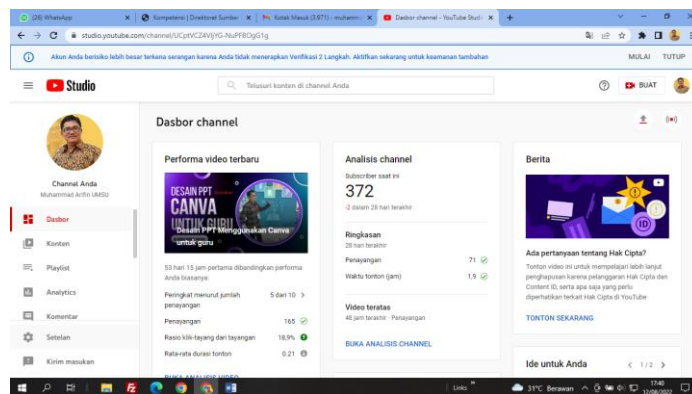 (26) WhatsApp
Kompetensi | Direktorat Sumber
Kotak Masuk (3.671) - muhamm
Dasbor channel - YouTube Studio
studio.youtube.com/channel/UCptVCZ4VijYG-NuPFBOgG1g
Akun Anda berisiko lebih besar terkena serangan karena Anda tidak menerapkan Verifikasi 2 Langkah. Aktifkan sekarang untuk keamanan tambahan
MULAI
TUTUP
Studio
Telusuri konten di channel Anda
BUAT
Channel Anda
Muhammad Arifin UMSU
Dasbor
Konten
Playlist
Analytics
Komentar
Setelan
Kirim masukan
Dasbor channel
Performa video terbaru
DESAIN PPT
CANVA
UNTUK GURU
Desain PPT Menggunakan Canva
untuk guru
53 hari 15 jam pertama dibandingkan performa
Anda biasanya:
Peringkat menurut jumlah
penayangan
5 dari 10
Penayangan
165
Rasio klik-tayang dari tayangan
18,9%
Rata-rata durasi tonton
0.21
BUKA ANALISIS VIDEO
Analisis channel
Subscriber saat ini
372
-2 dalam 28 hari terakhir
Ringkasan
28 hari terakhir
Penayangan
71
Waktu tonton (jam)
1,9
Video teratas
48 jam terakhir · Penayangan
BUKA ANALISIS CHANNEL
Berita
Ada pertanyaan tentang Hak Cipta?
Tonton video ini untuk mempelajari lebih lanjut
penghapusan karena pelanggaran Hak Cipta dan
Content ID, serta apa saja yang perlu
diperhatikan terkait Hak Cipta di YouTube
TONTON SEKARANG
Ide untuk Anda
1 / 2
Links
31°C Berawan
17:40
12/08/2022